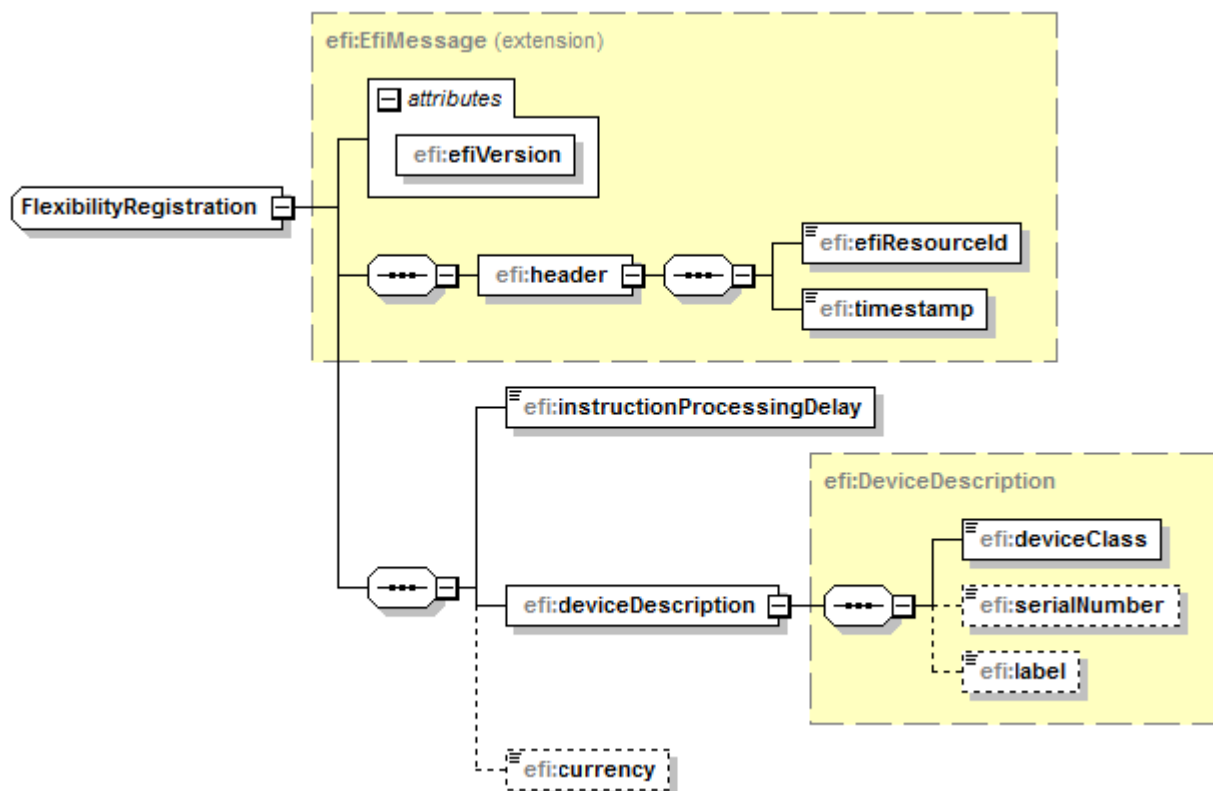 efi:EfiMessage (extension)
attributes
efi:efiVersion
FlexibilityRegistration
efi:efiResourceId
efi:header
efi:timestamp
efi:instructionProcessingDelay
efi:DeviceDescription
efi:deviceClass
efi:deviceDescription
efi:serialNumber
efi:label
efi:currency